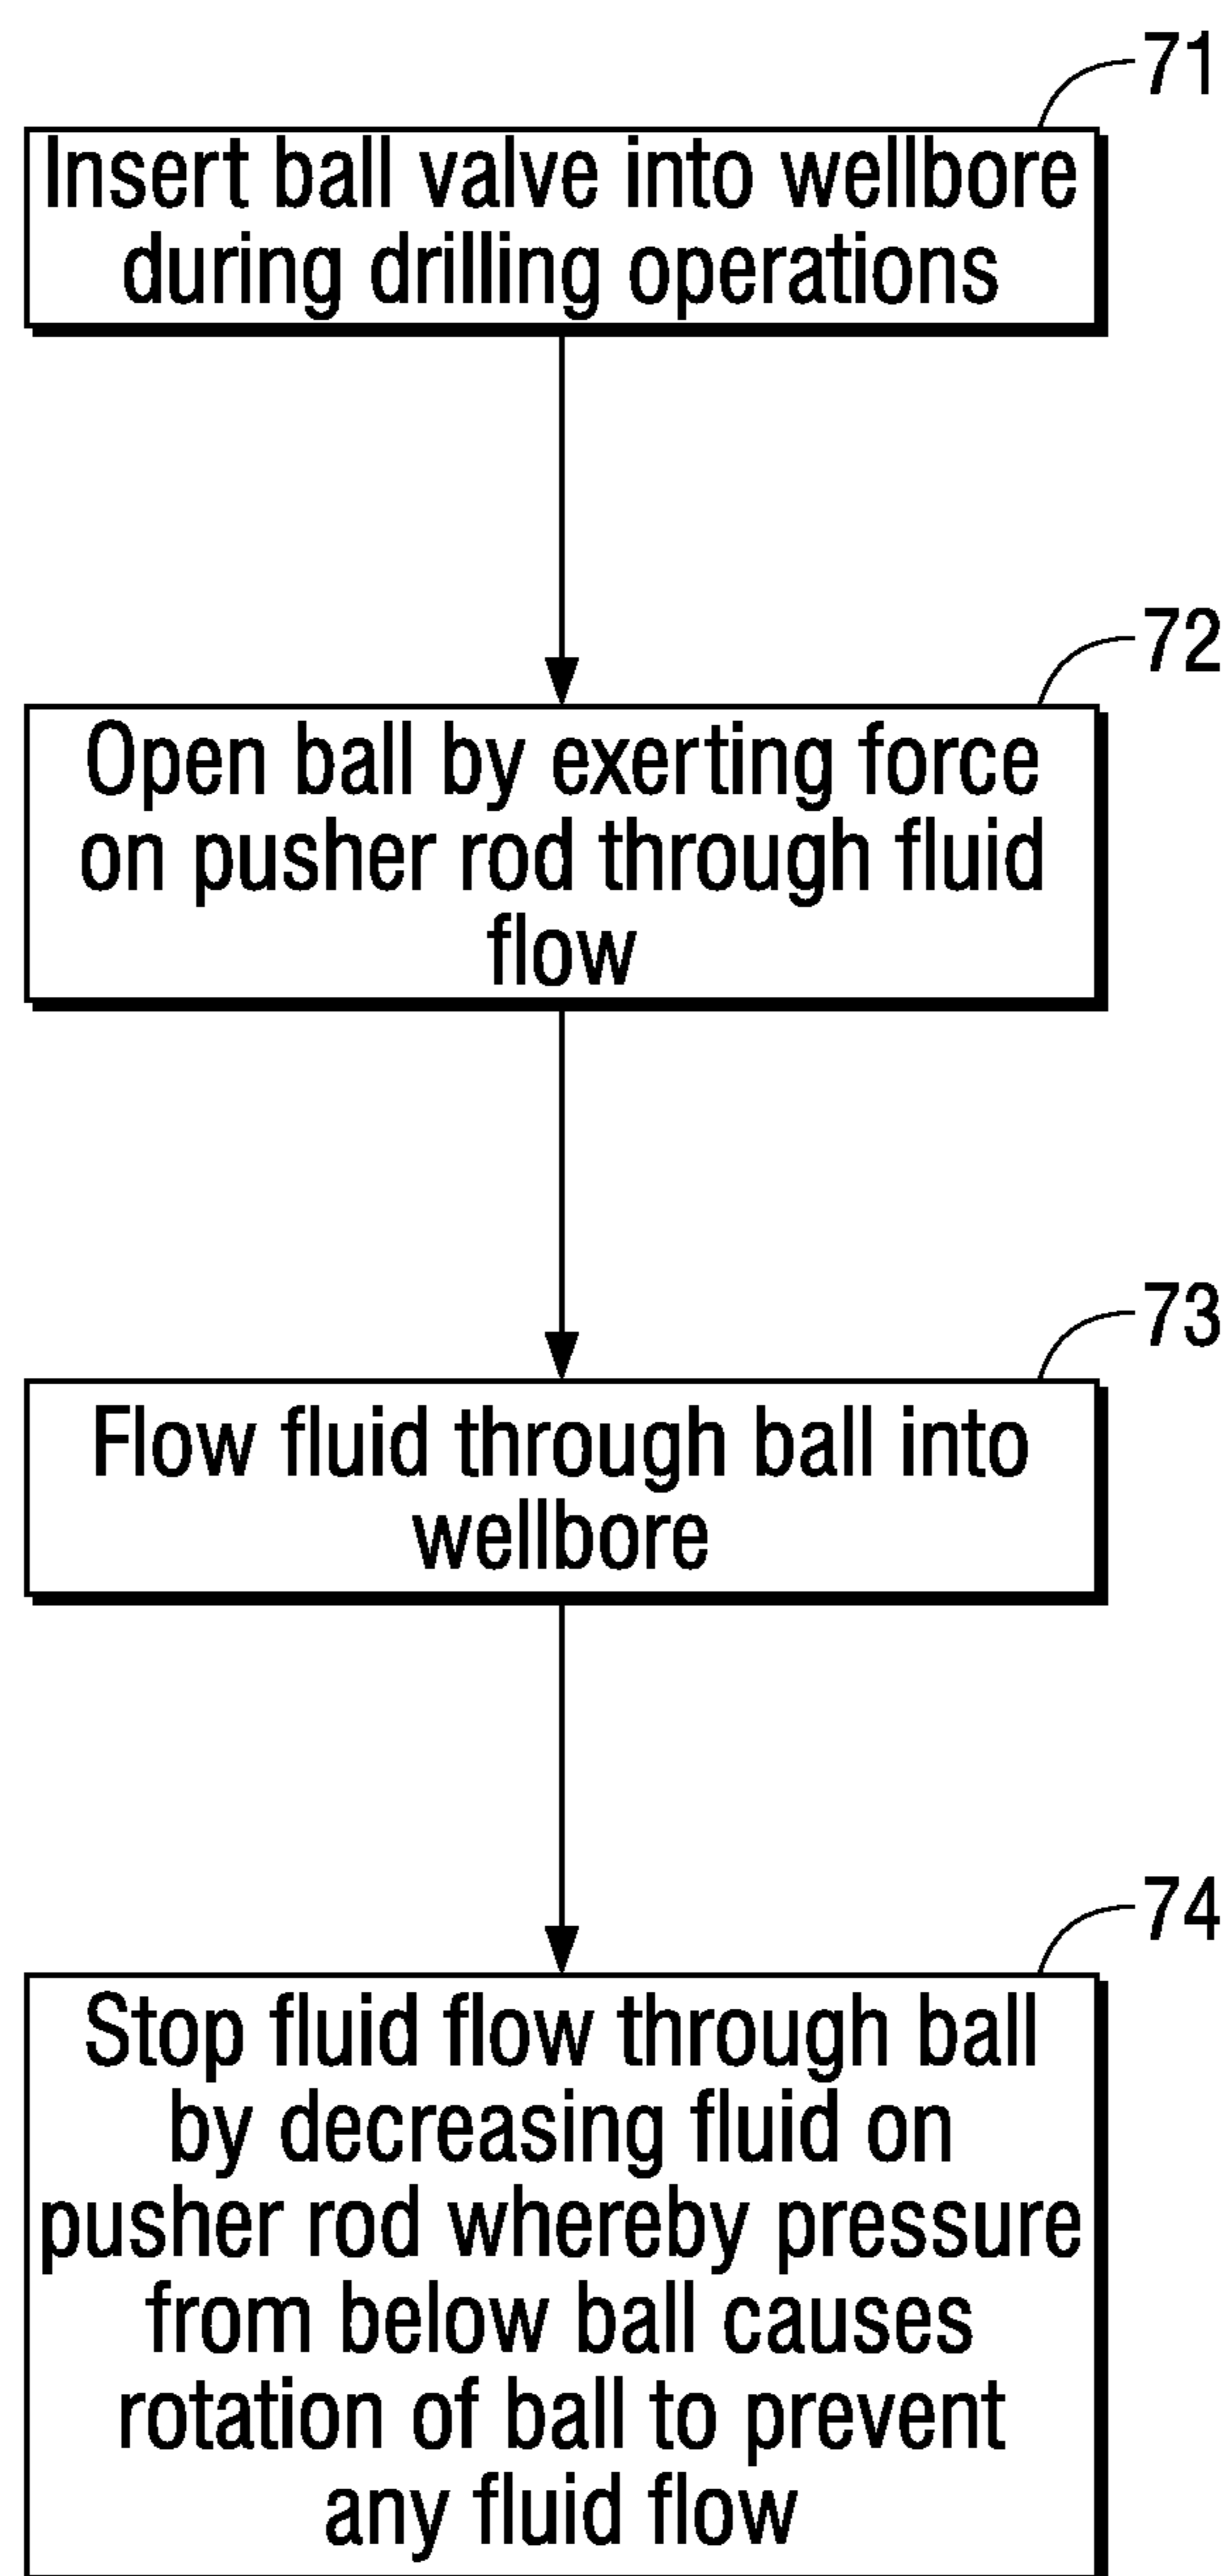 71
Insert ball valve into wellbore
during drilling operations
72
Open ball by exerting force
on pusher rod through fluid
flow
73
Flow fluid through ball into
wellbore
74
Stop fluid flow through ball
by decreasing fluid on
pusher rod whereby pressure
from below ball causes
rotation of ball to prevent
any fluid flow